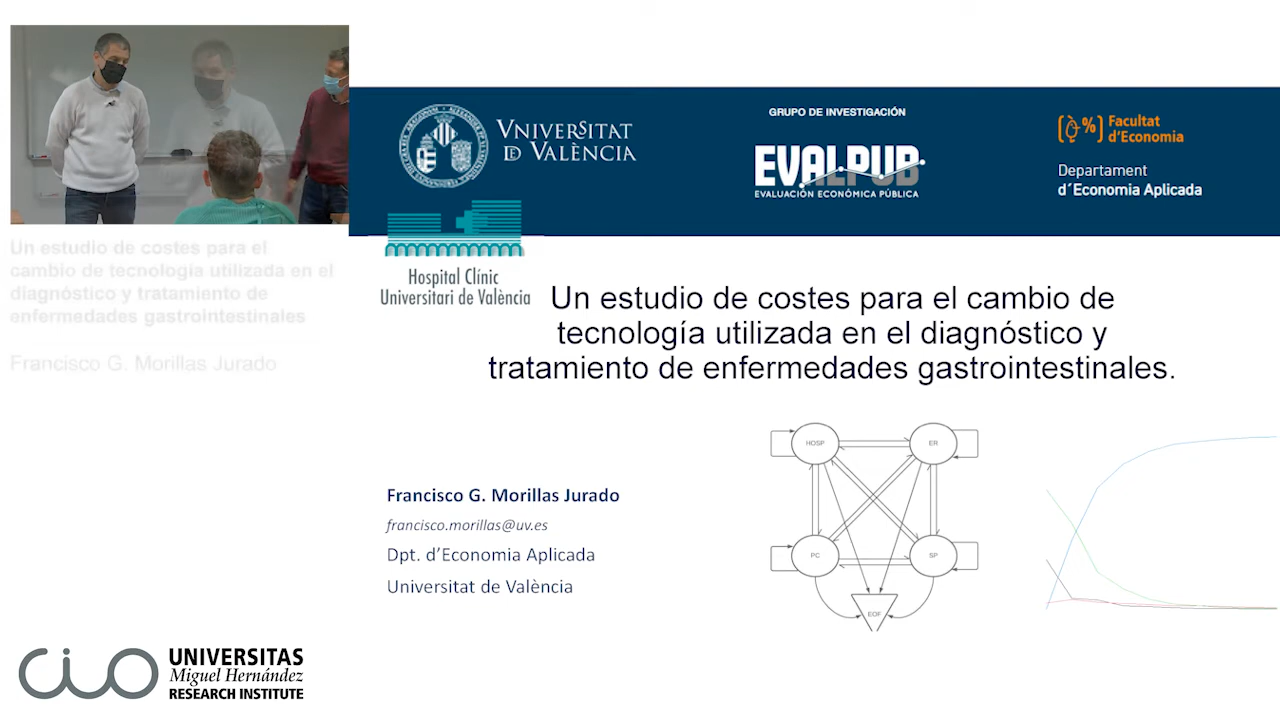 Un estudio de costes para el
cambio de tecnología utilizada en el
diagnóstico y tratamiento de
enfermedades gastrointestinales
Francisco G. Morillas Jurado
VNIVERSITAT
DE VALÈNCIA
GRUPO DE INVESTIGACIÓN
EVALPUB
EVALUACIÓN ECONÓMICA PÚBLICA
Facultat
d'Economia
Departament
d´Economia Aplicada
Hospital Clínic
Universitari de València
Un estudio de costes para el cambio de
tecnología utilizada en el diagnóstico y
tratamiento de enfermedades gastrointestinales.
Francisco G. Morillas Jurado
francisco.morillas@uv.es
Dpt. d’Economia Aplicada
Universitat de València
HOSP
ER
PC
SP
EOF
CIO
UNIVERSITAS
Miguel Hernández
RESEARCH INSTITUTE